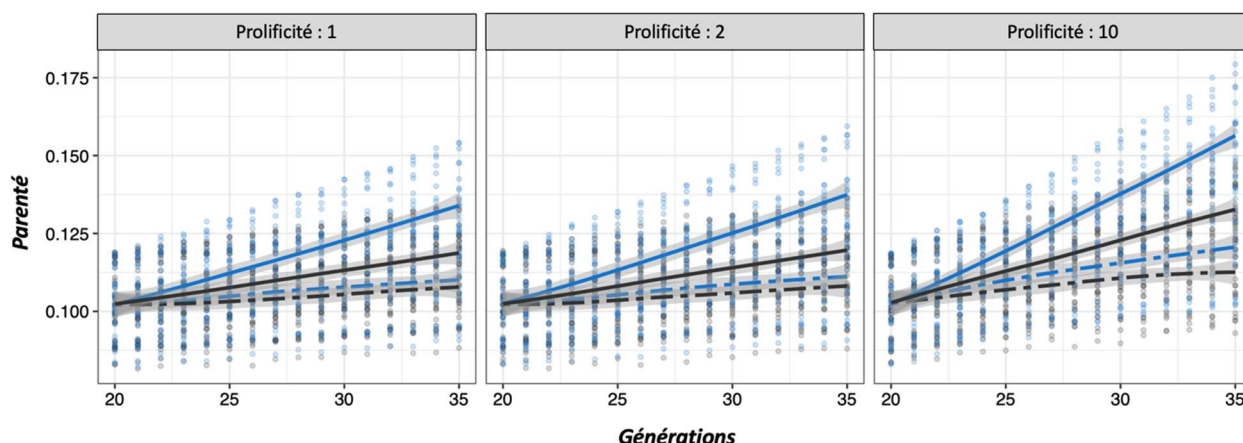 Prolificité : 1
Prolificité : 2
Prolificité : 10
Parenté
0.175
0.150
0.125
0.100
20 25 30 35 20 25 30 35 20 25 30 35
Générations